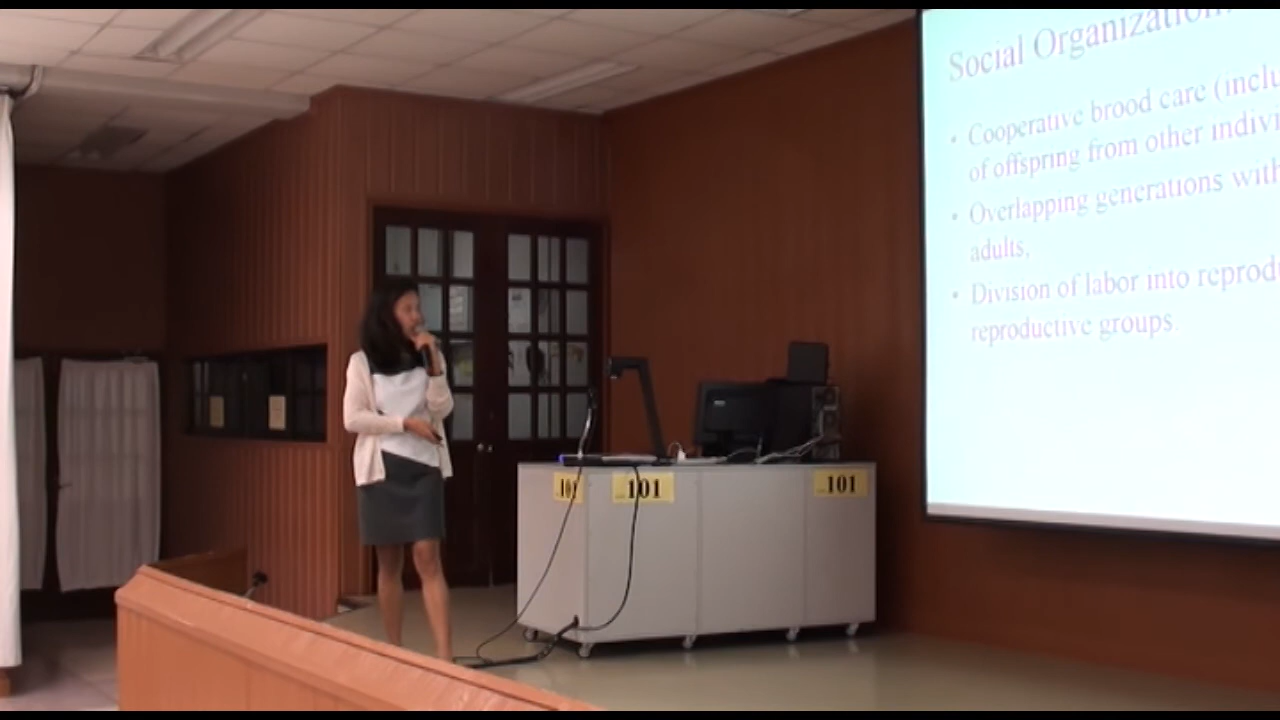 Social Organization
• Cooperative brood care (inclu
of offspring from other indivi
• Overlapping generations with
adults,
• Division of labor into reprod
reproductive groups.
101
101
101